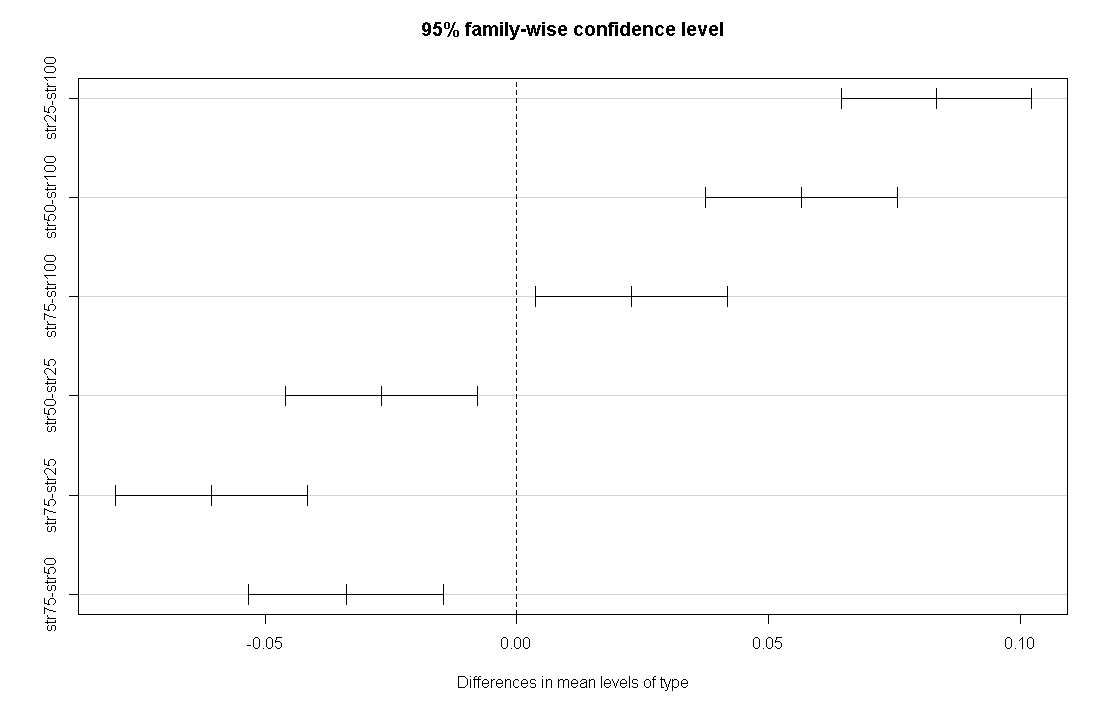 95% family-wise confidence level
str25-str100
str50-str100
str75-str100
str50-str25
str75-str25
str75-str50
-0.05 0.00 0.05 0.10
Differences in mean levels of type